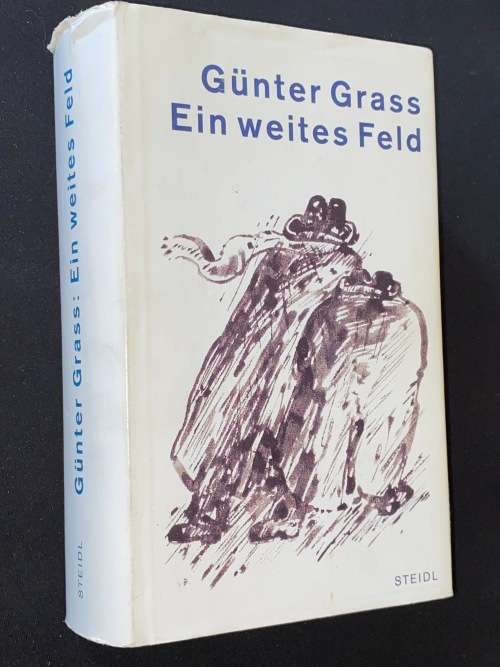 Günter Grass
Ein weites Feld
STEIDL
Günter Grass: Ein weites Feld
STEIDL